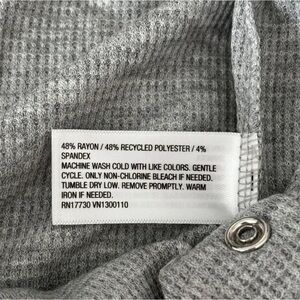 48% RAYON / 48% RECYCLED POLYESTER / 4%
SPANDEX
MACHINE WASH COLD WITH LIKE COLORS. GENTLE
CYCLE. ONLY NON-CHLORINE BLEACH IF NEEDED.
TUMBLE DRY LOW. REMOVE PROMPTLY. WARM
IRON IF NEEDED.
RN17730 VN1300110